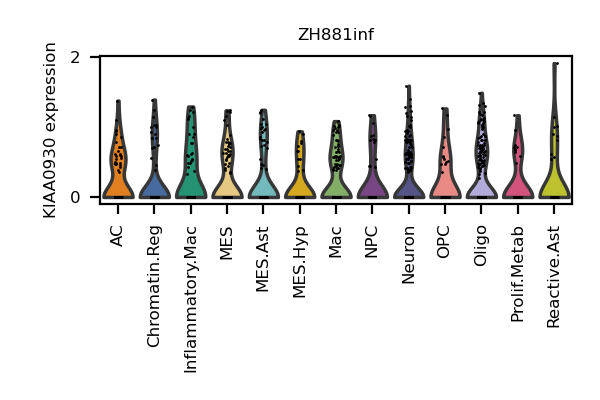 ZH881inf
KIAA0930 expression
2
0
AC
Chromatin.Reg
Inflammatory.Mac
MES
MES.Ast
MES.Hyp
Mac
NPC
Neuron
OPC
Oligo
Prolif.Metab
Reactive.Ast